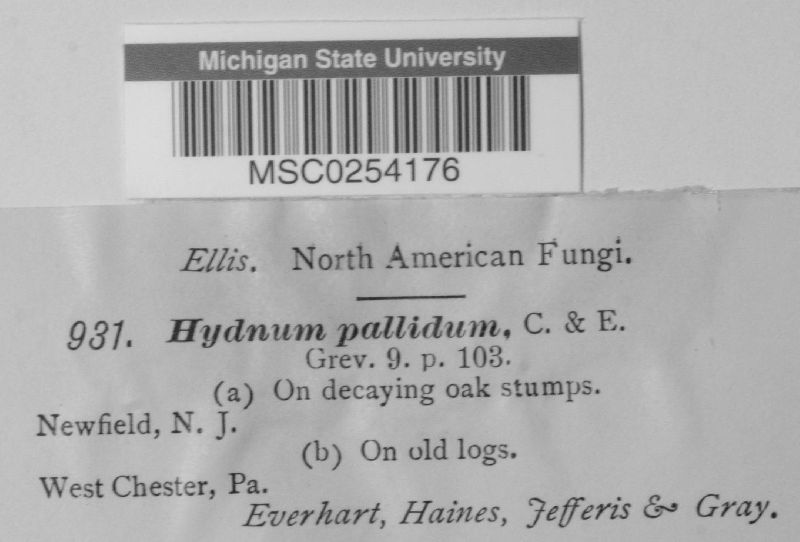 Michigan State University
MSC0254176
Ellis. North American Fungi.
931. Hydnum pallidum, C. & E.
Grev. 9. p. 103.
(a) On decaying oak stumps.
Newfield, N. J.
(b) On old logs.
West Chester, Pa.
Everhart, Haines, Jefferis & Gray.